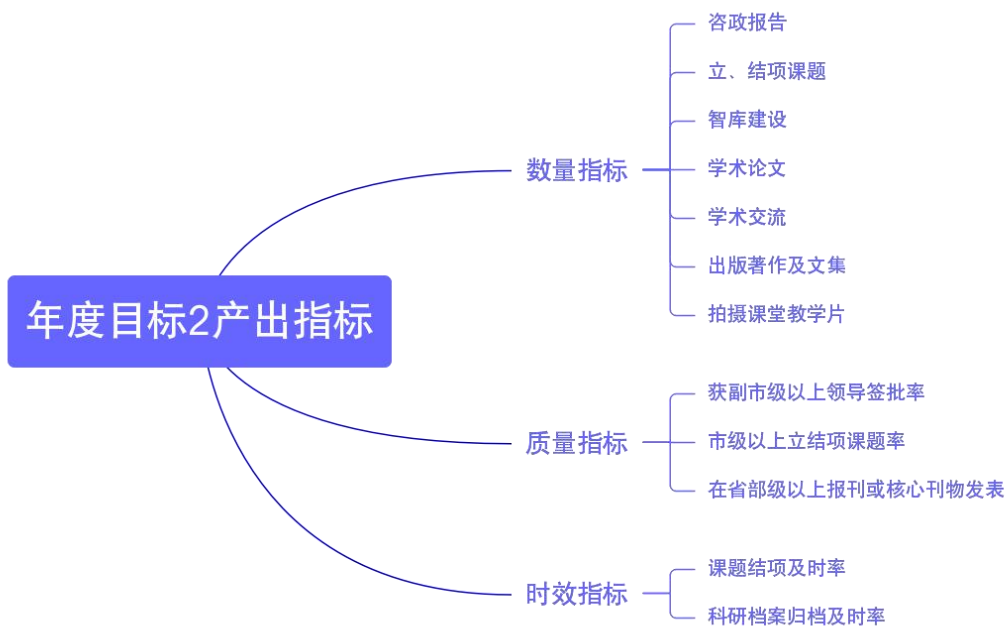 年度目标2产出指标
数量指标
咨政报告
立、结项课题
智库建设
学术论文
学术交流
出版著作及文集
拍摄课堂教学片
质量指标
获副市级以上领导签批率
市级以上立结项课题率
在省部级以上报刊或核心刊物发表
时效指标
课题结项及时率
科研档案归档及时率